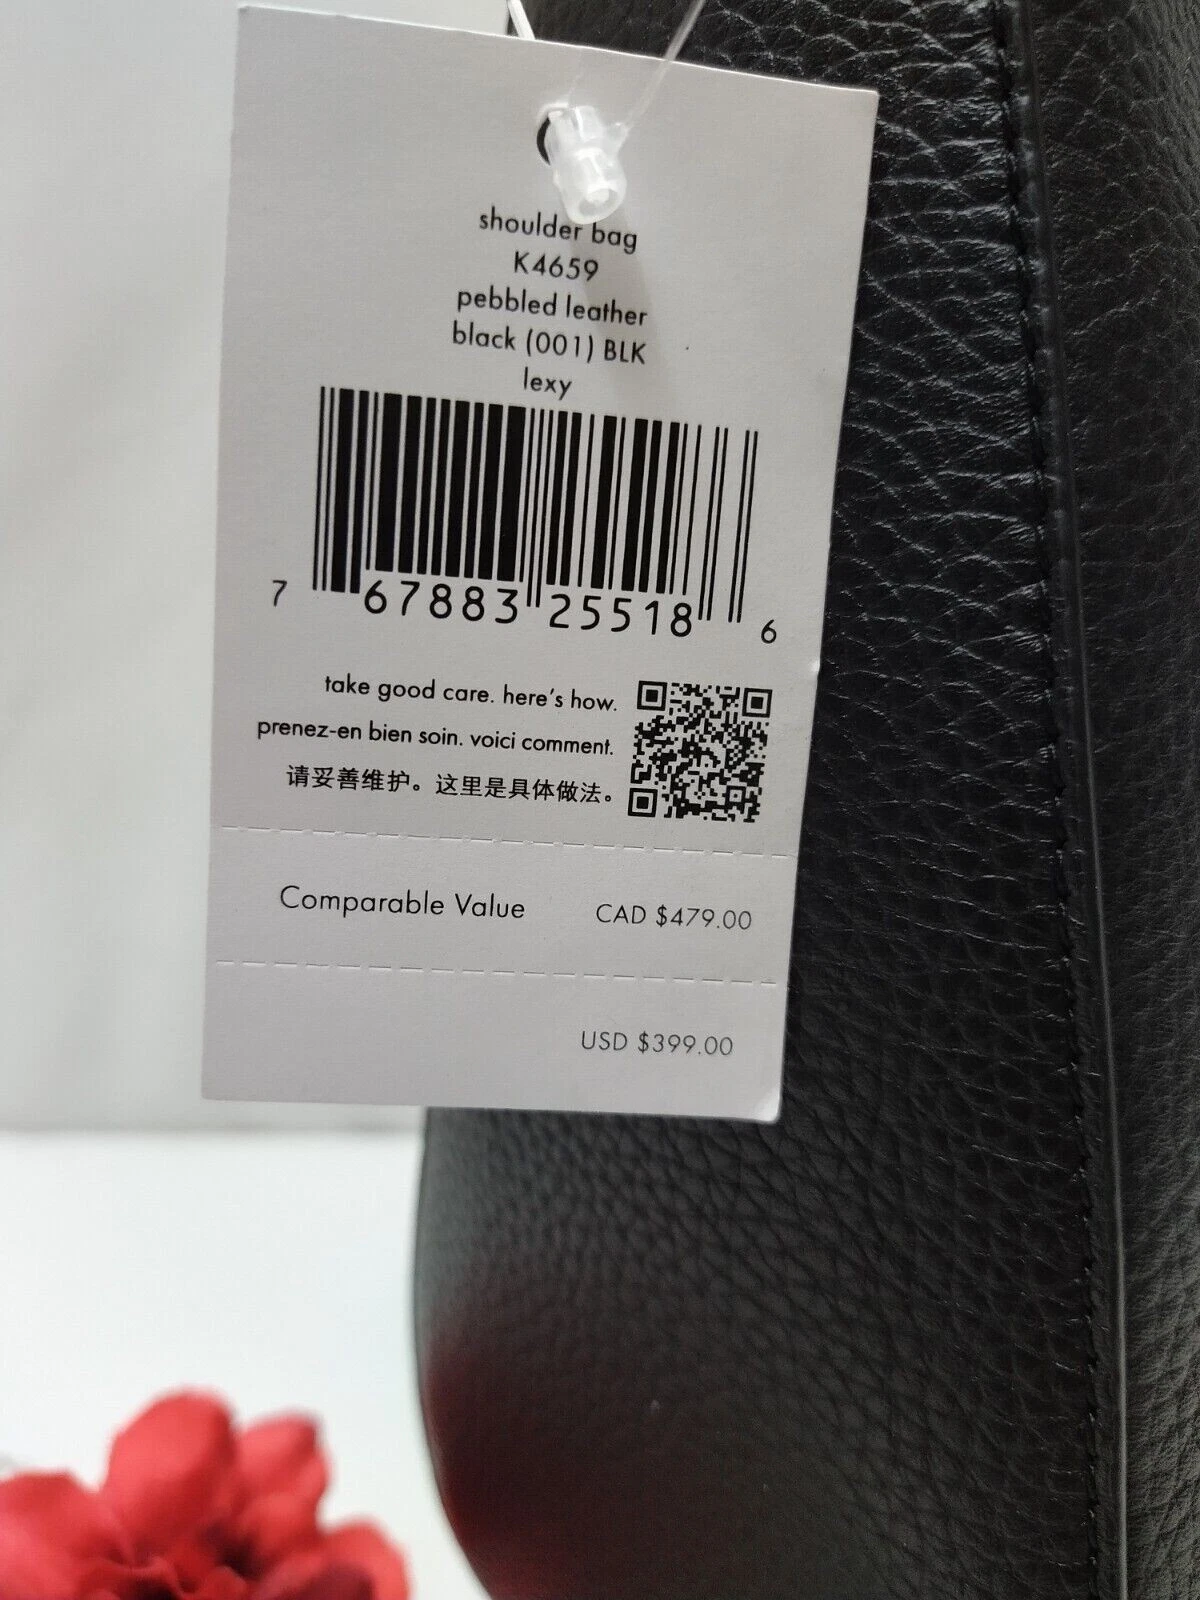 shoulder bag
K4659
pebbled leather
black (001) BLK
lexy
7 67883 25518 6
take good care. here's how.
prenez-en bien soin. voici comment.
请妥善维护。这里是具体做法。
Comparable Value CAD $479.00
USD $399.00